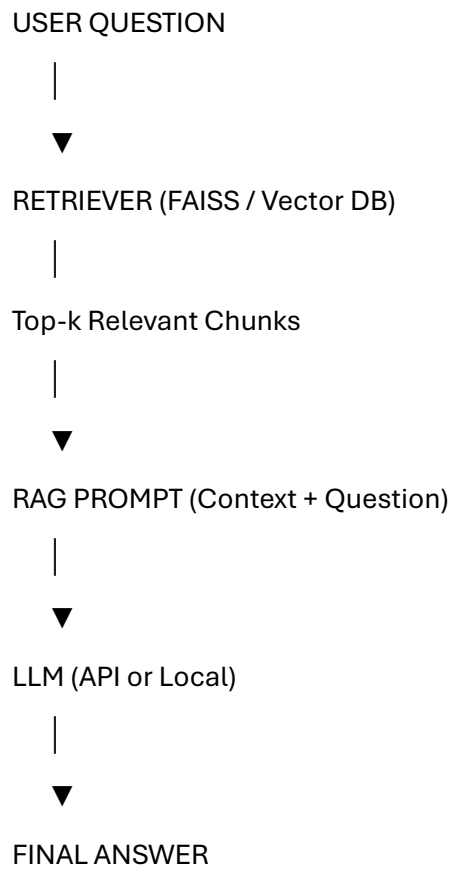 USER QUESTION
│
▼
RETRIEVER (FAISS / Vector DB)
│
Top-k Relevant Chunks
│
▼
RAG PROMPT (Context + Question)
│
▼
LLM (API or Local)
│
▼
FINAL ANSWER